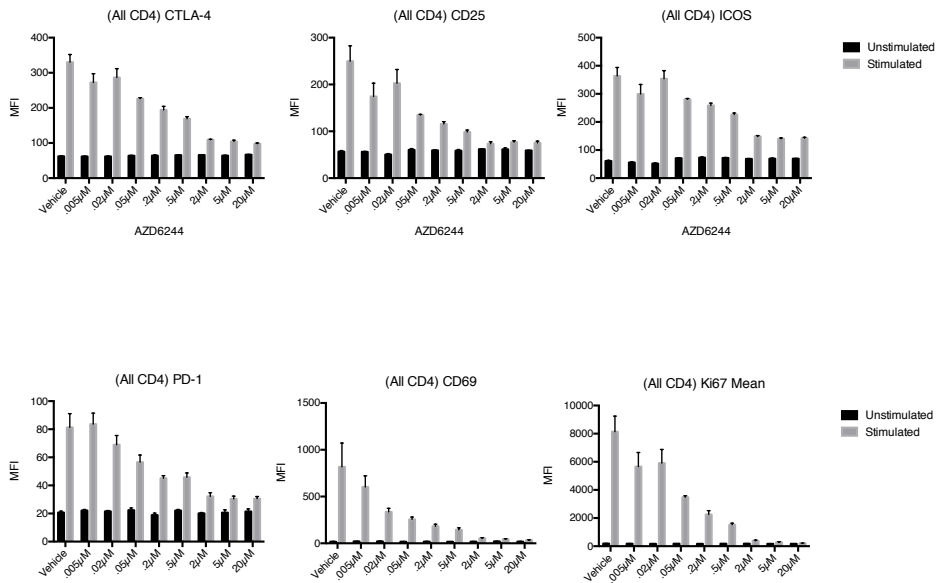 (All CD4) CTLA-4
400
300
200
100
0
MFI
Vehicle .005µM .02µM .05µM .2µM .5µM 2µM 5µM 20µM
AZD6244
(All CD4) CD25
300
200
100
0
MFI
Vehicle .005µM .02µM .05µM .2µM .5µM 2µM 5µM 20µM
AZD6244
(All CD4) ICOS
500
400
300
200
100
0
MFI
Vehicle .005µM .02µM .05µM .2µM .5µM 2µM 5µM 20µM
AZD6244
Unstimulated
Stimulated
(All CD4) PD-1
100
80
60
40
20
0
MFI
Vehicle .005µM .02µM .05µM .2µM .5µM 2µM 5µM 20µM
(All CD4) CD69
1500
1000
500
0
MFI
Vehicle .005µM .02µM .05µM .2µM .5µM 2µM 5µM 20µM
(All CD4) Ki67 Mean
10000
8000
6000
4000
2000
0
MFI
Vehicle .005µM .02µM .05µM .2µM .5µM 2µM 5µM 20µM
Unstimulated
Stimulated